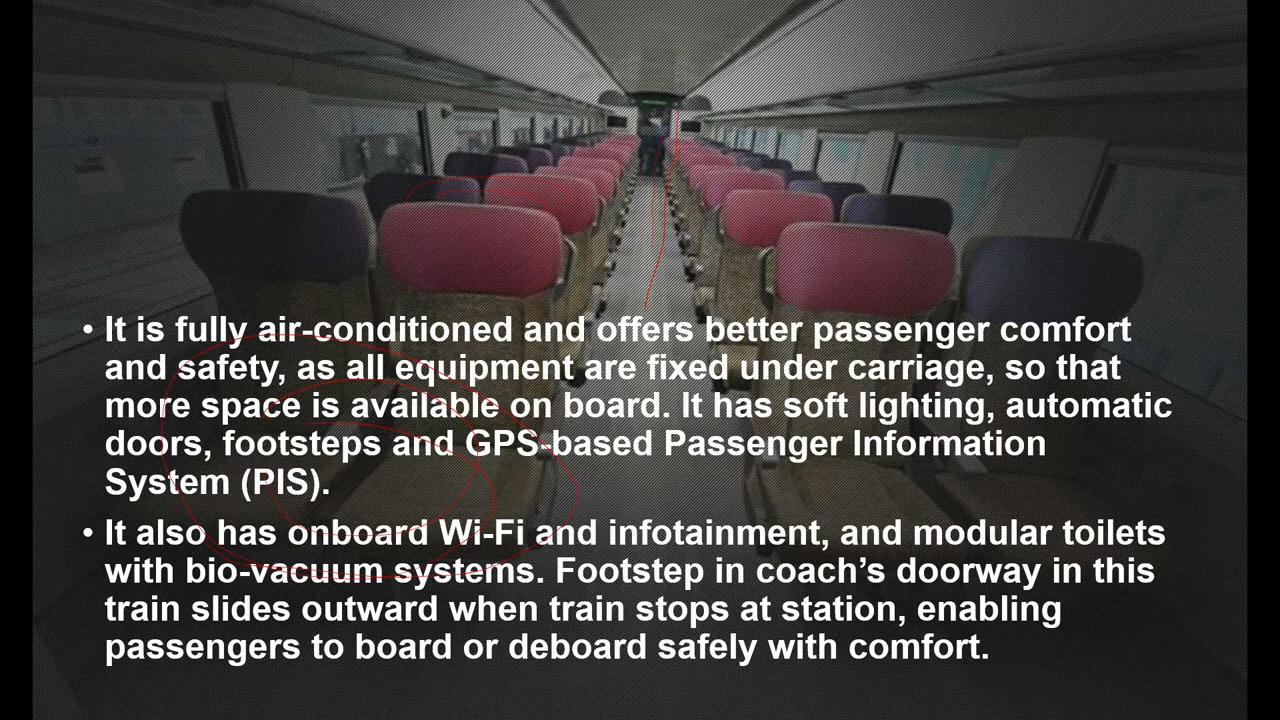 • It is fully air-conditioned and offers better passenger comfort
and safety, as all equipment are fixed under carriage, so that
more space is available on board. It has soft lighting, automatic
doors, footsteps and GPS-based Passenger Information
System (PIS).
• It also has onboard Wi-Fi and infotainment, and modular toilets
with bio-vacuum systems. Footstep in coach’s doorway in this
train slides outward when train stops at station, enabling
passengers to board or deboard safely with comfort.